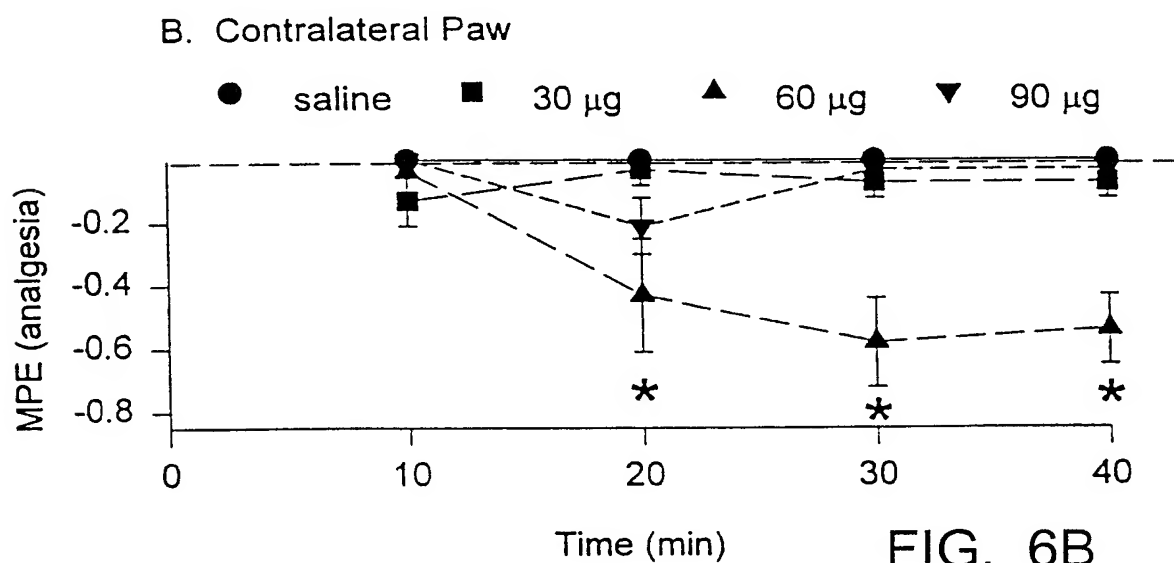 B. Contralateral Paw
● saline ■ 30 µg ▲ 60 µg ▼ 90 µg
MPE (analgesia)
-0.2
-0.4
-0.6
-0.8
* * *
0 10 20 30 40
Time (min)
FIG. 6B